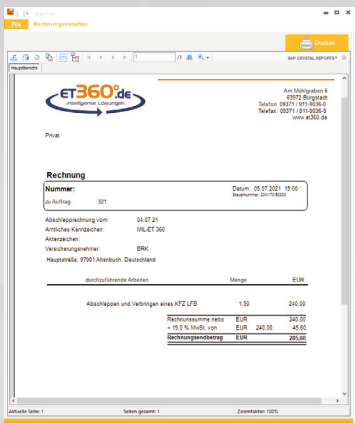 File Rechnungsvorschau
Drucken
1 /1 SAP CRYSTAL REPORTS®
Hauptbericht
ET360°.de
intelligente Lösungen
Am Mühlgraben 6
63972 Bürgstadt
Telefon: 09371 / 911-9036-0
Telefax: 09371 / 911-9036-9
www.et360.de
Privat
Rechnung
Nummer: Datum: 05.07.2021 15:00:
zu Auftrag 321
Abschlepprechnung vom: 04.07.21
Amtliches Kennzeichen: MIL-ET 360
Aktenzeichen:
Versicherungsnehmer: BRK
Hauptstraße, 97901 Altenbuch, Deutschland
durchzuführende Arbeiten Menge EUR
Abschleppen und Verbringen eines KFZ LFB 1,50 240,00
Rechnunssumme netto EUR 240,00
+ 19,0 % MwSt. von EUR 240,00 45,60
Rechnungsendbetrag EUR 285,60
Aktuelle Seite: 1 Seiten gesamt: 1 Zoomfaktor: 100%